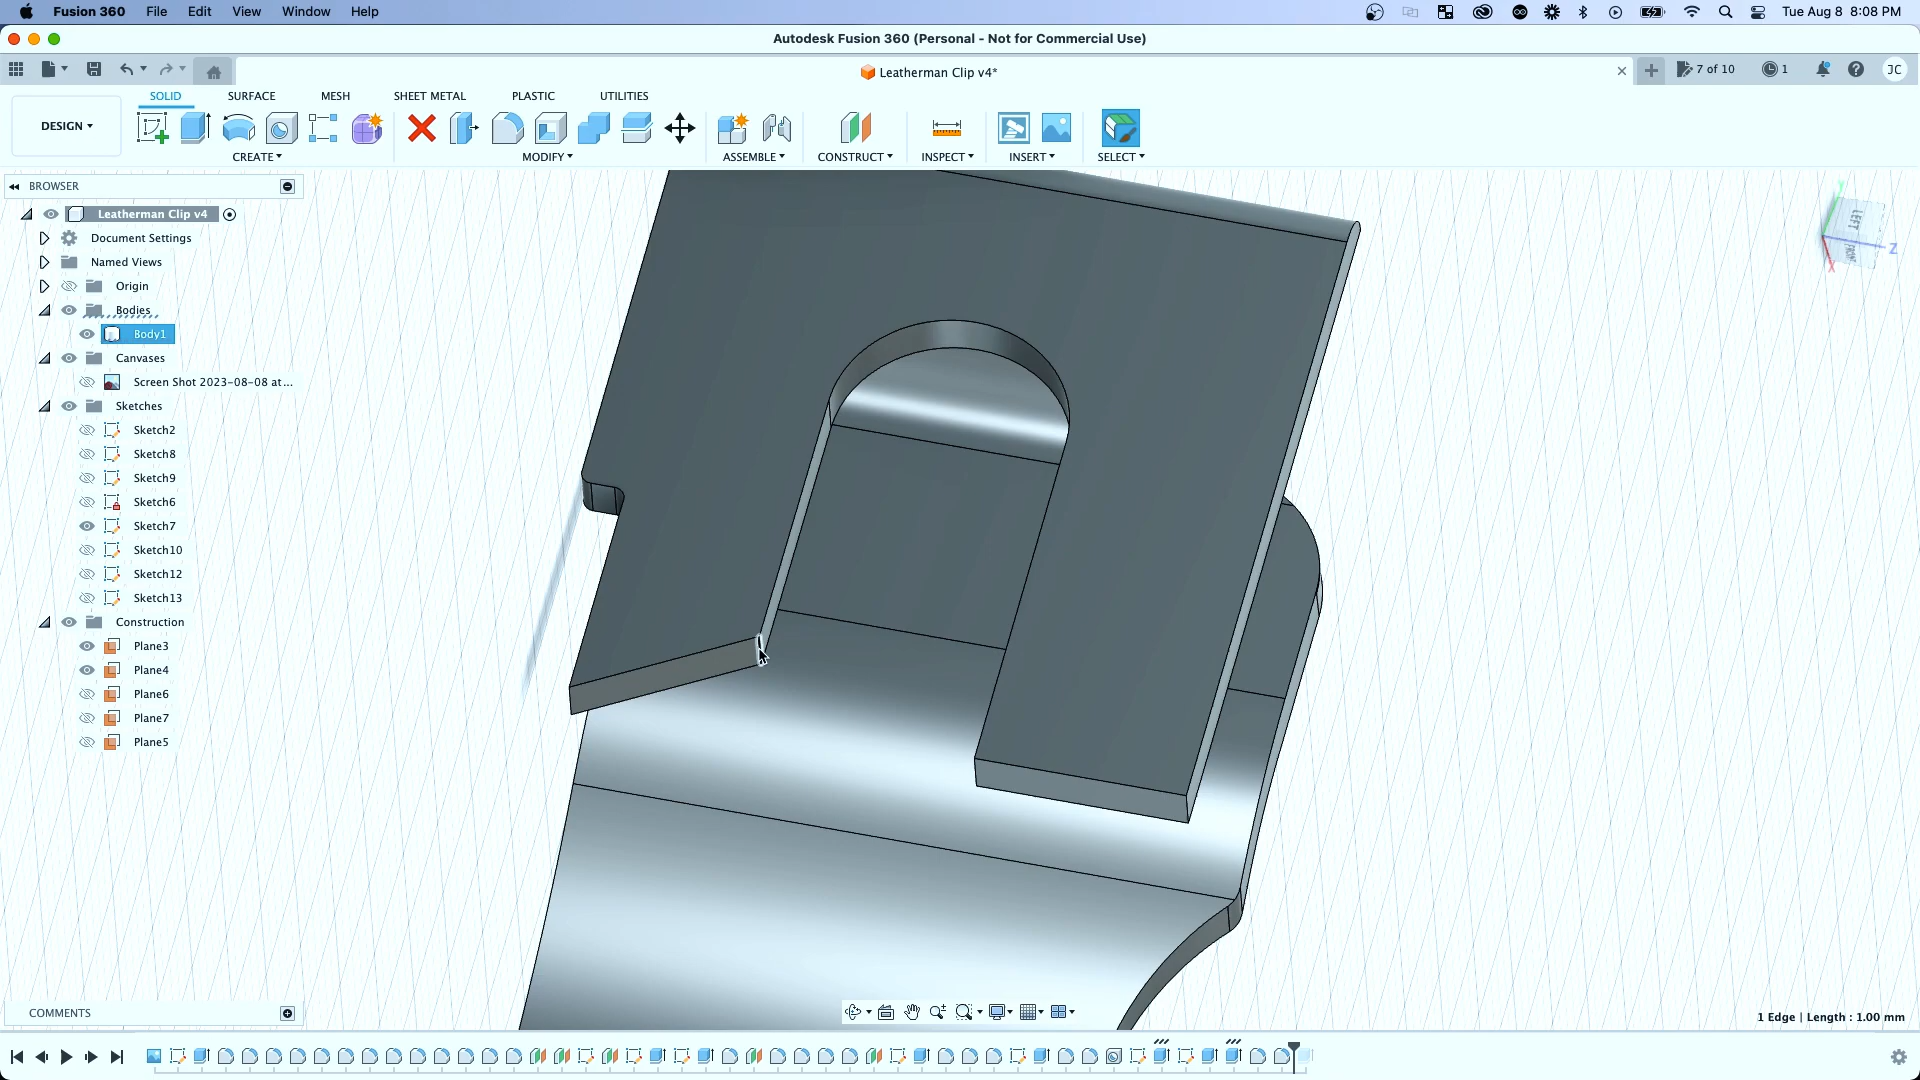 Fusion 360 File Edit View Window Help Tue Aug 8 8:08 PM
Autodesk Fusion 360 (Personal - Not for Commercial Use)
Leatherman Clip v4* 7 of 10 1 JC
SOLID SURFACE MESH SHEET METAL PLASTIC UTILITIES
DESIGN
CREATE MODIFY ASSEMBLE CONSTRUCT INSPECT INSERT SELECT
BROWSER
Leatherman Clip v4
Document Settings
Named Views
Origin
Bodies
Body1
Canvases
Screen Shot 2023-08-08 at...
Sketches
Sketch2
Sketch8
Sketch9
Sketch6
Sketch7
Sketch10
Sketch12
Sketch13
Construction
Plane3
Plane4
Plane6
Plane7
Plane5
Y
LEFT
FRONT
Z
X
COMMENTS
1 Edge | Length : 1.00 mm